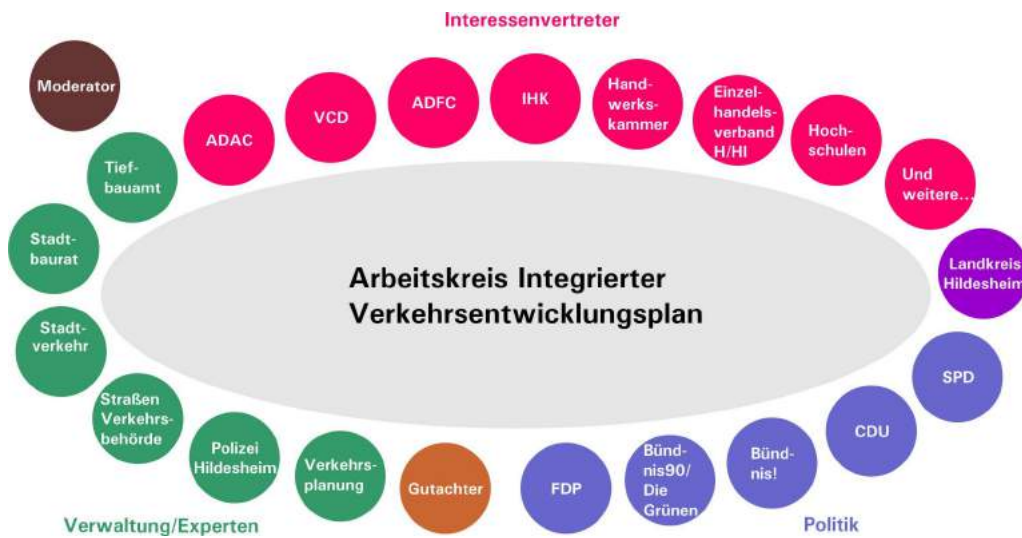 Interessenvertreter
Moderator
Tief-
bauamt
Stadt-
baurat
Stadt-
verkehr
Straßen
Verkehrs-
behörde
Polizei
Hildesheim
Verkehrs-
planung
Gutachter
Verwaltung/Experten
ADAC
VCD
ADFC
IHK
Hand-
werks-
kammer
Einzel-
handels-
verband
H/HI
Hoch-
schulen
Und
weitere...
Landkreis
Hildesheim
SPD
CDU
Bünd-
nis!
Bünd-
nis90/
Die
Grünen
FDP
Politik
Arbeitskreis Integrierter
Verkehrsentwicklungsplan